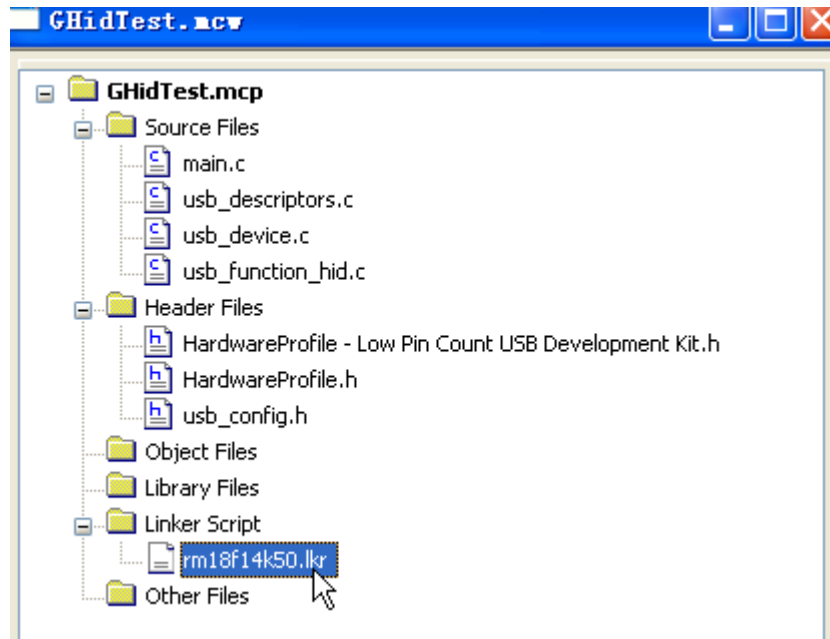 GHidTest.mcw
GHidTest.mcp
Source Files
main.c
usb_descriptors.c
usb_device.c
usb_function_hid.c
Header Files
HardwareProfile - Low Pin Count USB Development Kit.h
HardwareProfile.h
usb_config.h
Object Files
Library Files
Linker Script
rm18f14k50.lkr
Other Files